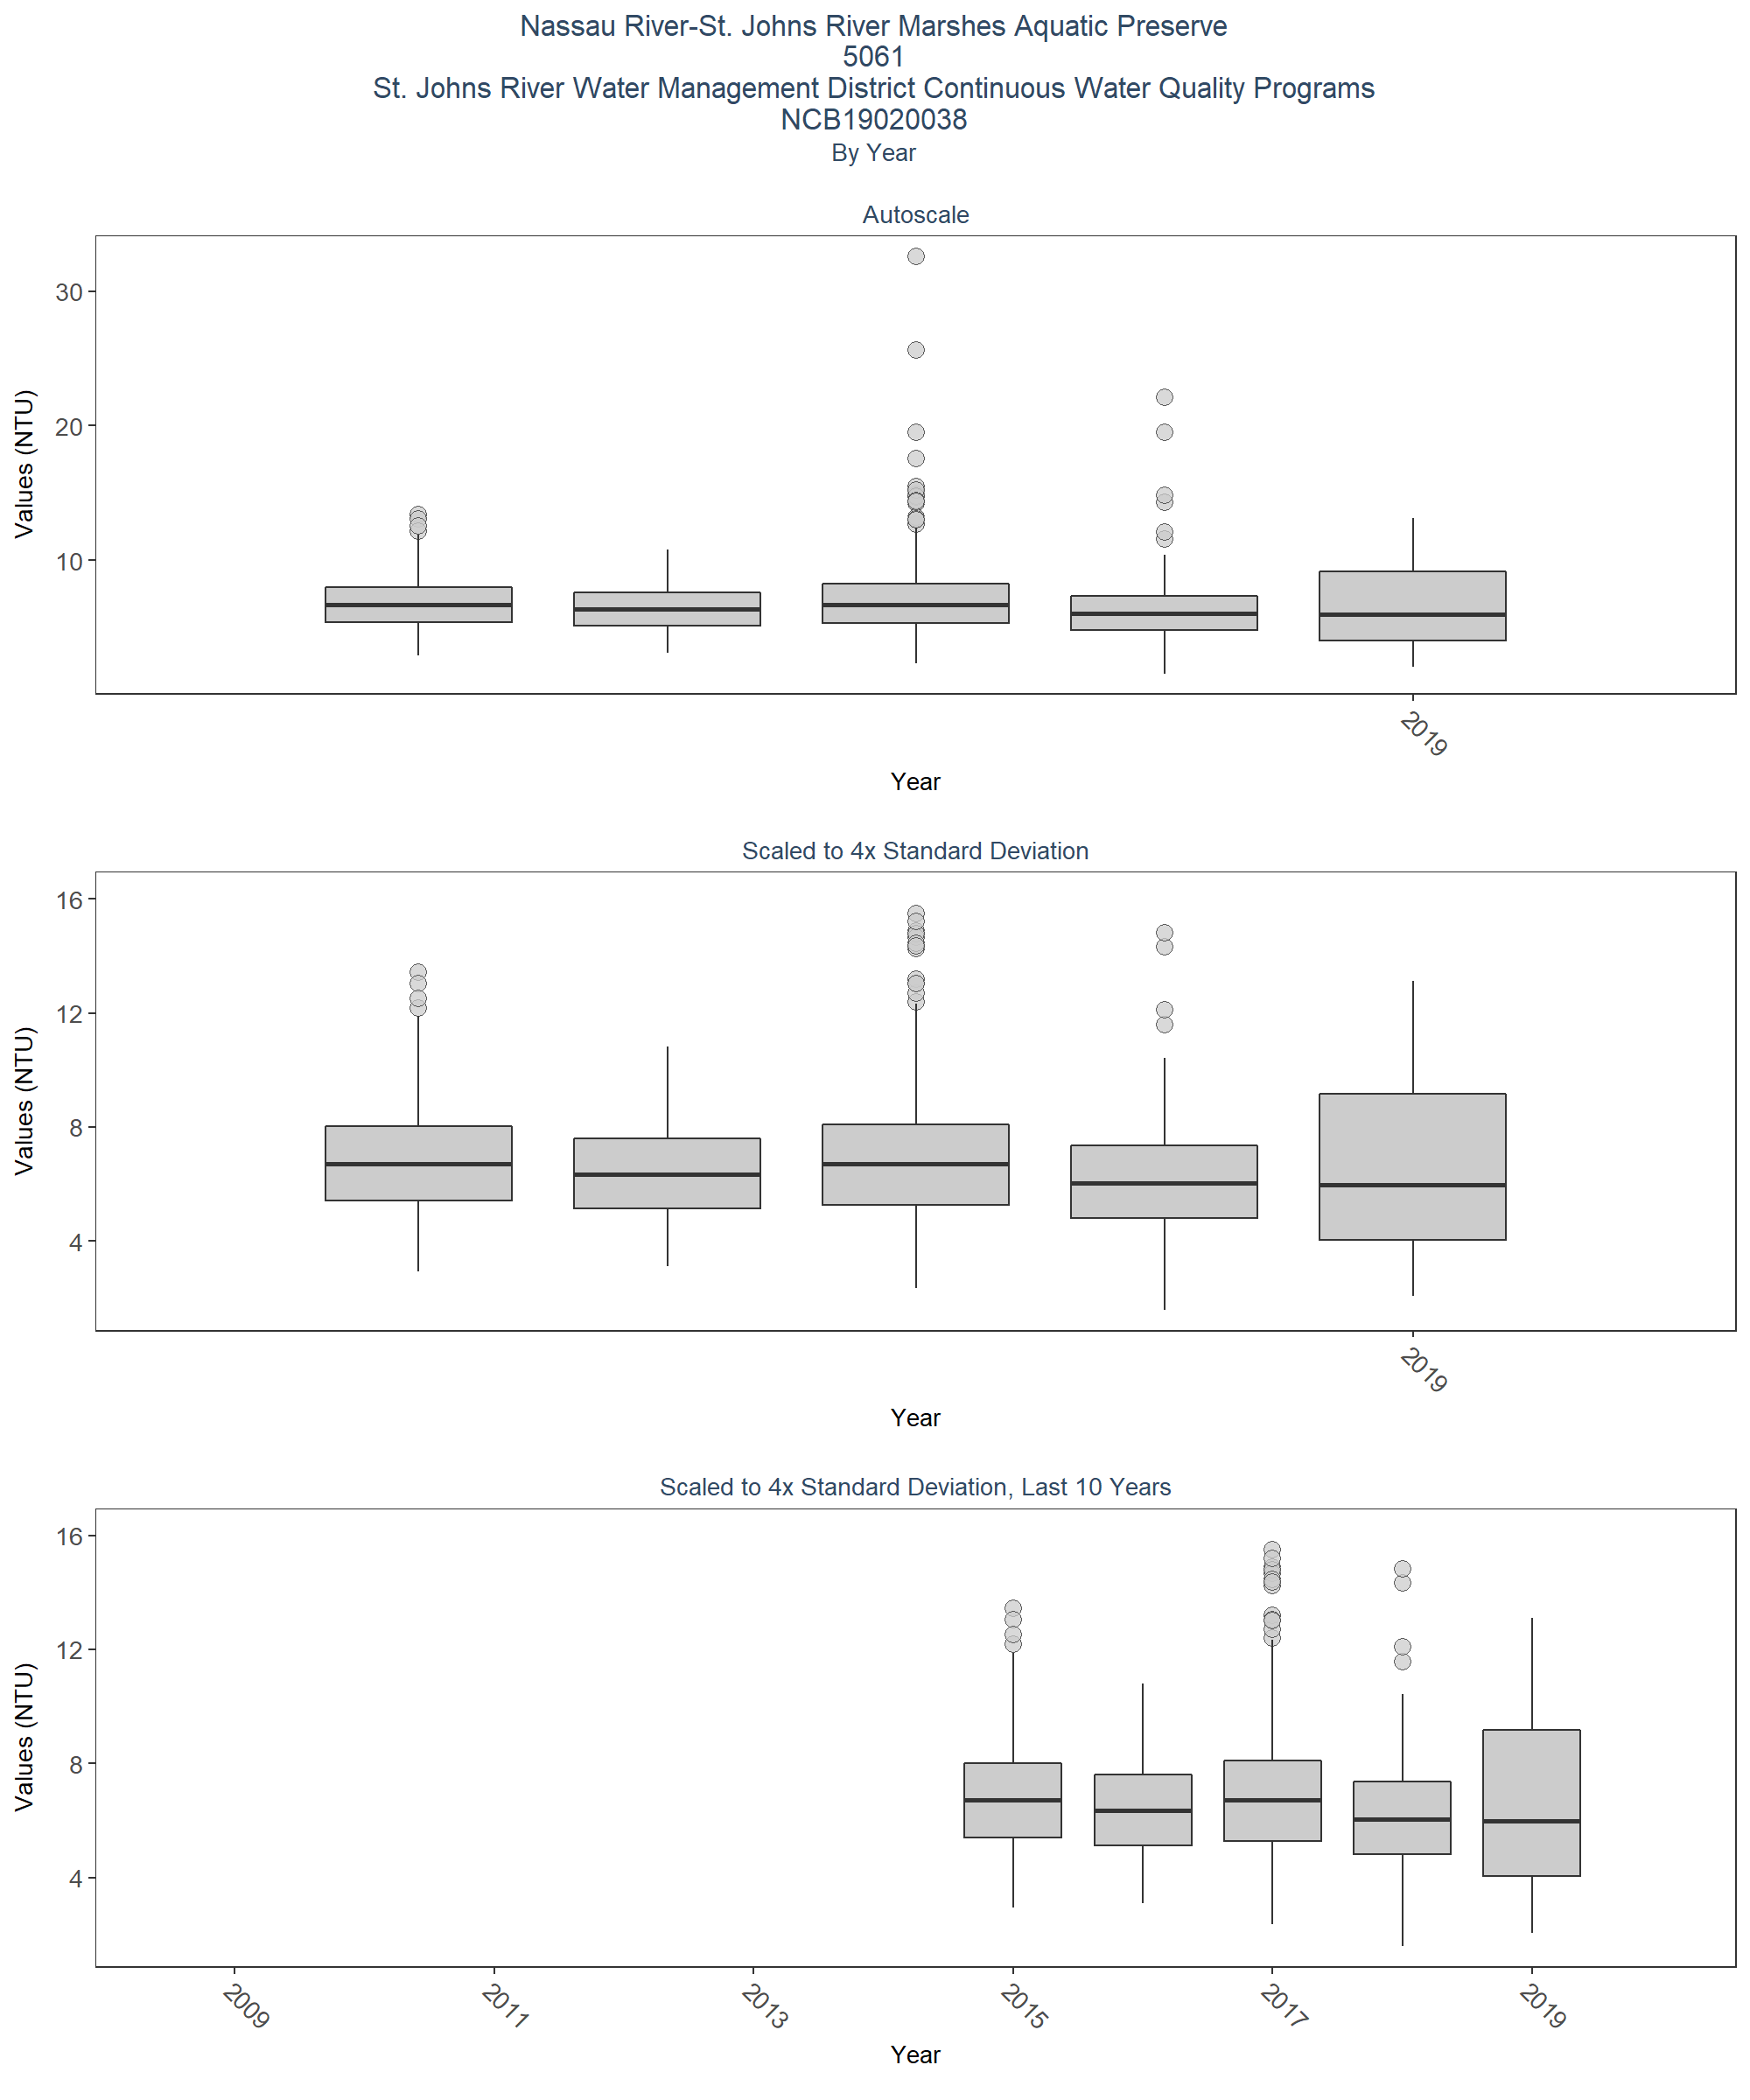 Nassau River-St. Johns River Marshes Aquatic Preserve
5061
St. Johns River Water Management District Continuous Water Quality Programs
NCB19020038
By Year
Autoscale
Values (NTU)
30
20
10
2019
Year
Scaled to 4x Standard Deviation
Values (NTU)
16
12
8
4
2019
Year
Scaled to 4x Standard Deviation, Last 10 Years
Values (NTU)
16
12
8
4
2009 2011 2013 2015 2017 2019
Year